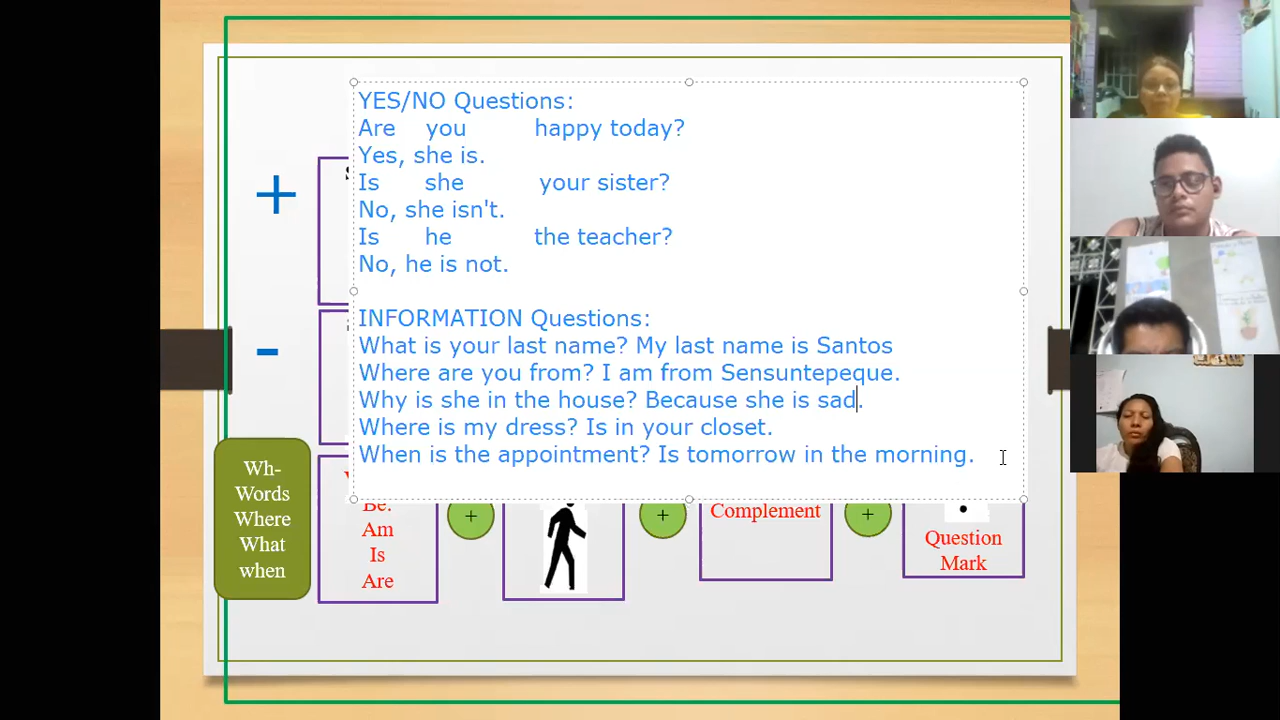 YES/NO Questions:
Are you happy today?
Yes, she is.
Is she your sister?
No, she isn't.
Is he the teacher?
No, he is not.
INFORMATION Questions:
What is your last name? My last name is Santos
Where are you from? I am from Sensuntepeque.
Why is she in the house? Because she is sad.
Where is my dress? Is in your closet.
When is the appointment? Is tomorrow in the morning.
+
-
Wh-
Words
Where
What
when
Be:
Am
Is
Are
+
+
Complement
+
Question
Mark